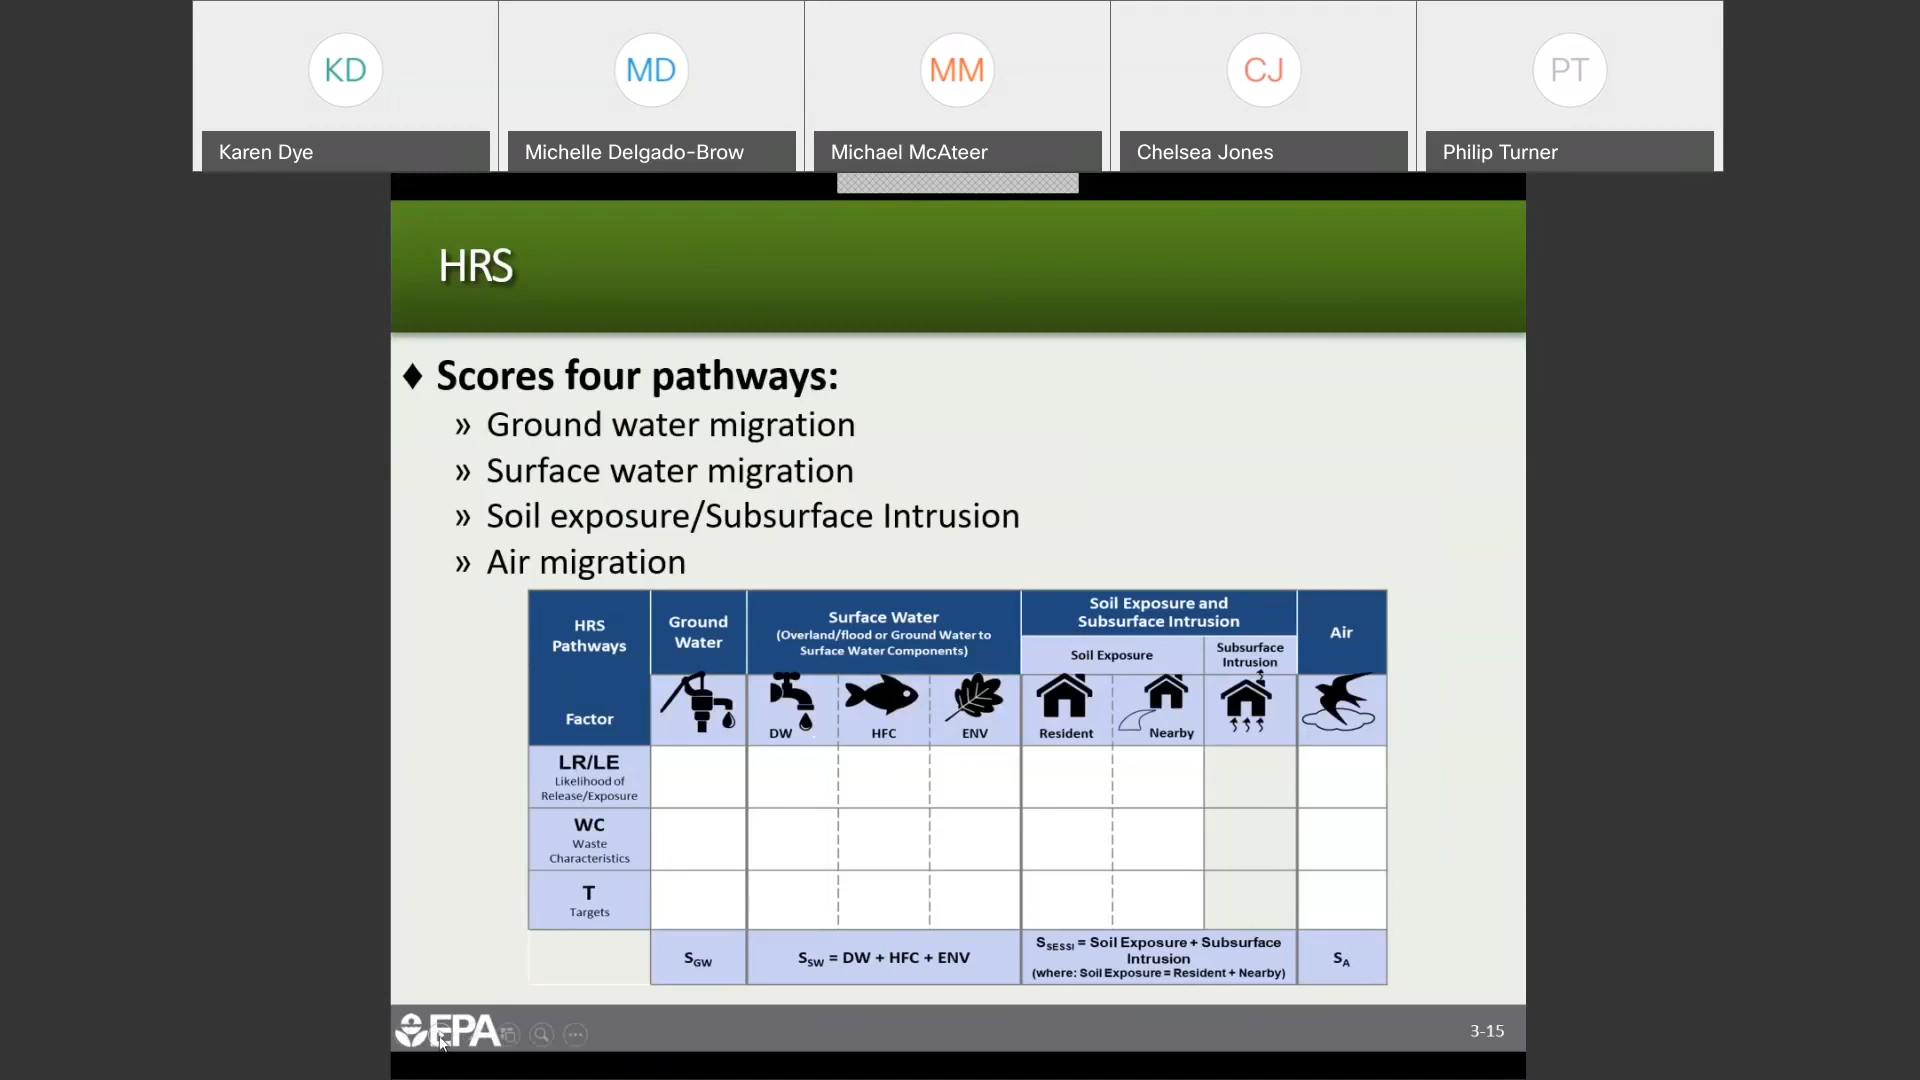 KD
MD
MM
CJ
PT
Karen Dye
Michelle Delgado-Brow
Michael McAteer
Chelsea Jones
Philip Turner
HRS
♦ Scores four pathways:
» Ground water migration
» Surface water migration
» Soil exposure/Subsurface Intrusion
» Air migration
HRS
Pathways
Factor
Ground
Water
Surface Water
(Overland/flood or Ground Water to
Surface Water Components)
Soil Exposure and
Subsurface Intrusion
Soil Exposure
Subsurface
Intrusion
Air
DW
HFC
ENV
Resident
Nearby
LR/LE
Likelihood of
Release/Exposure
WC
Waste
Characteristics
T
Targets
SGW
SSW = DW + HFC + ENV
SSESSI = Soil Exposure + Subsurface
Intrusion
(where: Soil Exposure = Resident + Nearby)
SA
EPA
3-15